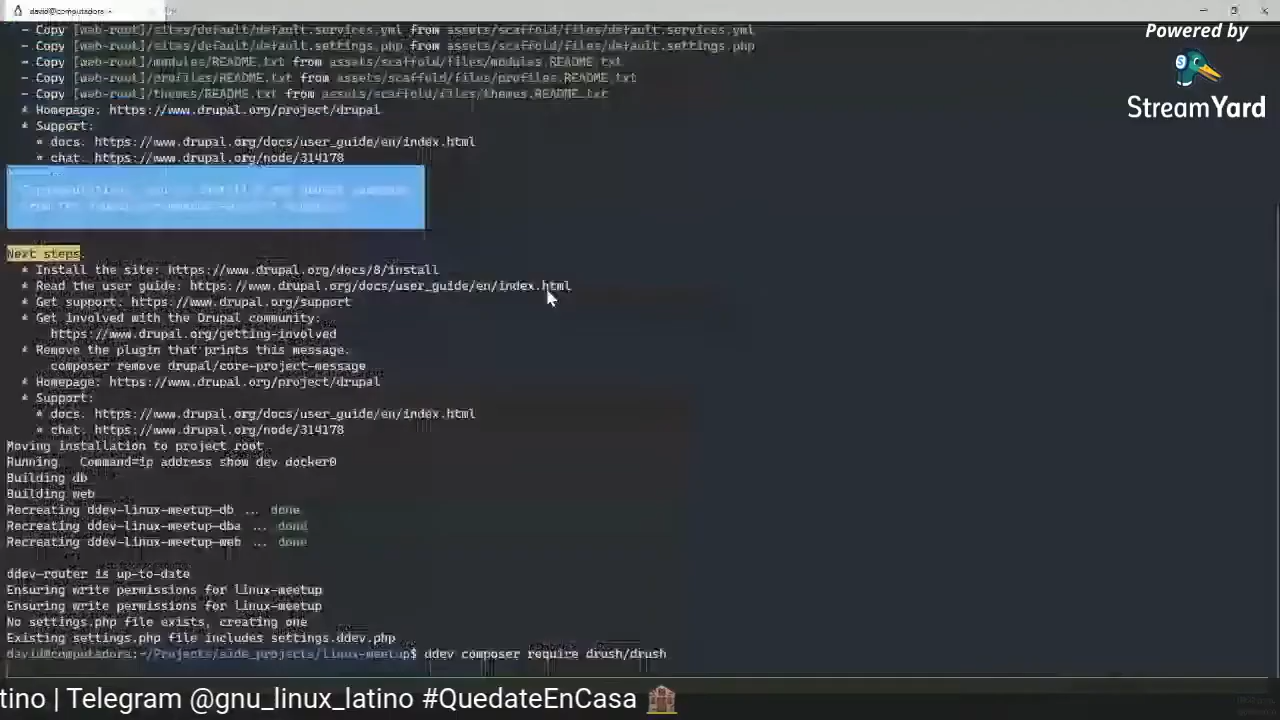 david@computadora: ~
- Copy [web-root]/sites/default/default.services.yml from assets/scaffold/files/default.services.yml
- Copy [web-root]/sites/default/default.settings.php from assets/scaffold/files/default.settings.php
- Copy [web-root]/modules/README.txt from assets/scaffold/files/modules.README.txt
- Copy [web-root]/profiles/README.txt from assets/scaffold/files/profiles.README.txt
- Copy [web-root]/themes/README.txt from assets/scaffold/files/themes.README.txt
* Homepage: https://www.drupal.org/project/drupal
* Support:
* docs: https://www.drupal.org/docs/user_guide/en/index.html
* chat: https://www.drupal.org/node/314178
Next steps:
* Install the site: https://www.drupal.org/docs/8/install
* Read the user guide: https://www.drupal.org/docs/user_guide/en/index.html
* Get support: https://www.drupal.org/support
* Get involved with the Drupal community:
https://www.drupal.org/getting-involved
* Remove the plugin that prints this message:
composer remove drupal/core-project-message
* Homepage: https://www.drupal.org/project/drupal
* Support:
* docs: https://www.drupal.org/docs/user_guide/en/index.html
* chat: https://www.drupal.org/node/314178
Moving installation to project root
Running Command=ip address show dev docker0
Building db
Building web
Recreating ddev-linux-meetup-db ... done
Recreating ddev-linux-meetup-dba ... done
Recreating ddev-linux-meetup-web ... done
ddev-router is up-to-date
Ensuring write permissions for linux-meetup
Ensuring write permissions for linux-meetup
No settings.php file exists, creating one
Existing settings.php file includes settings.ddev.php
david@computadora:~/Projects/side_projects/linux-meetup$ ddev composer require drush/drush
Powered by
StreamYard
tino | Telegram @gnu_linux_latino #QuedateEnCasa